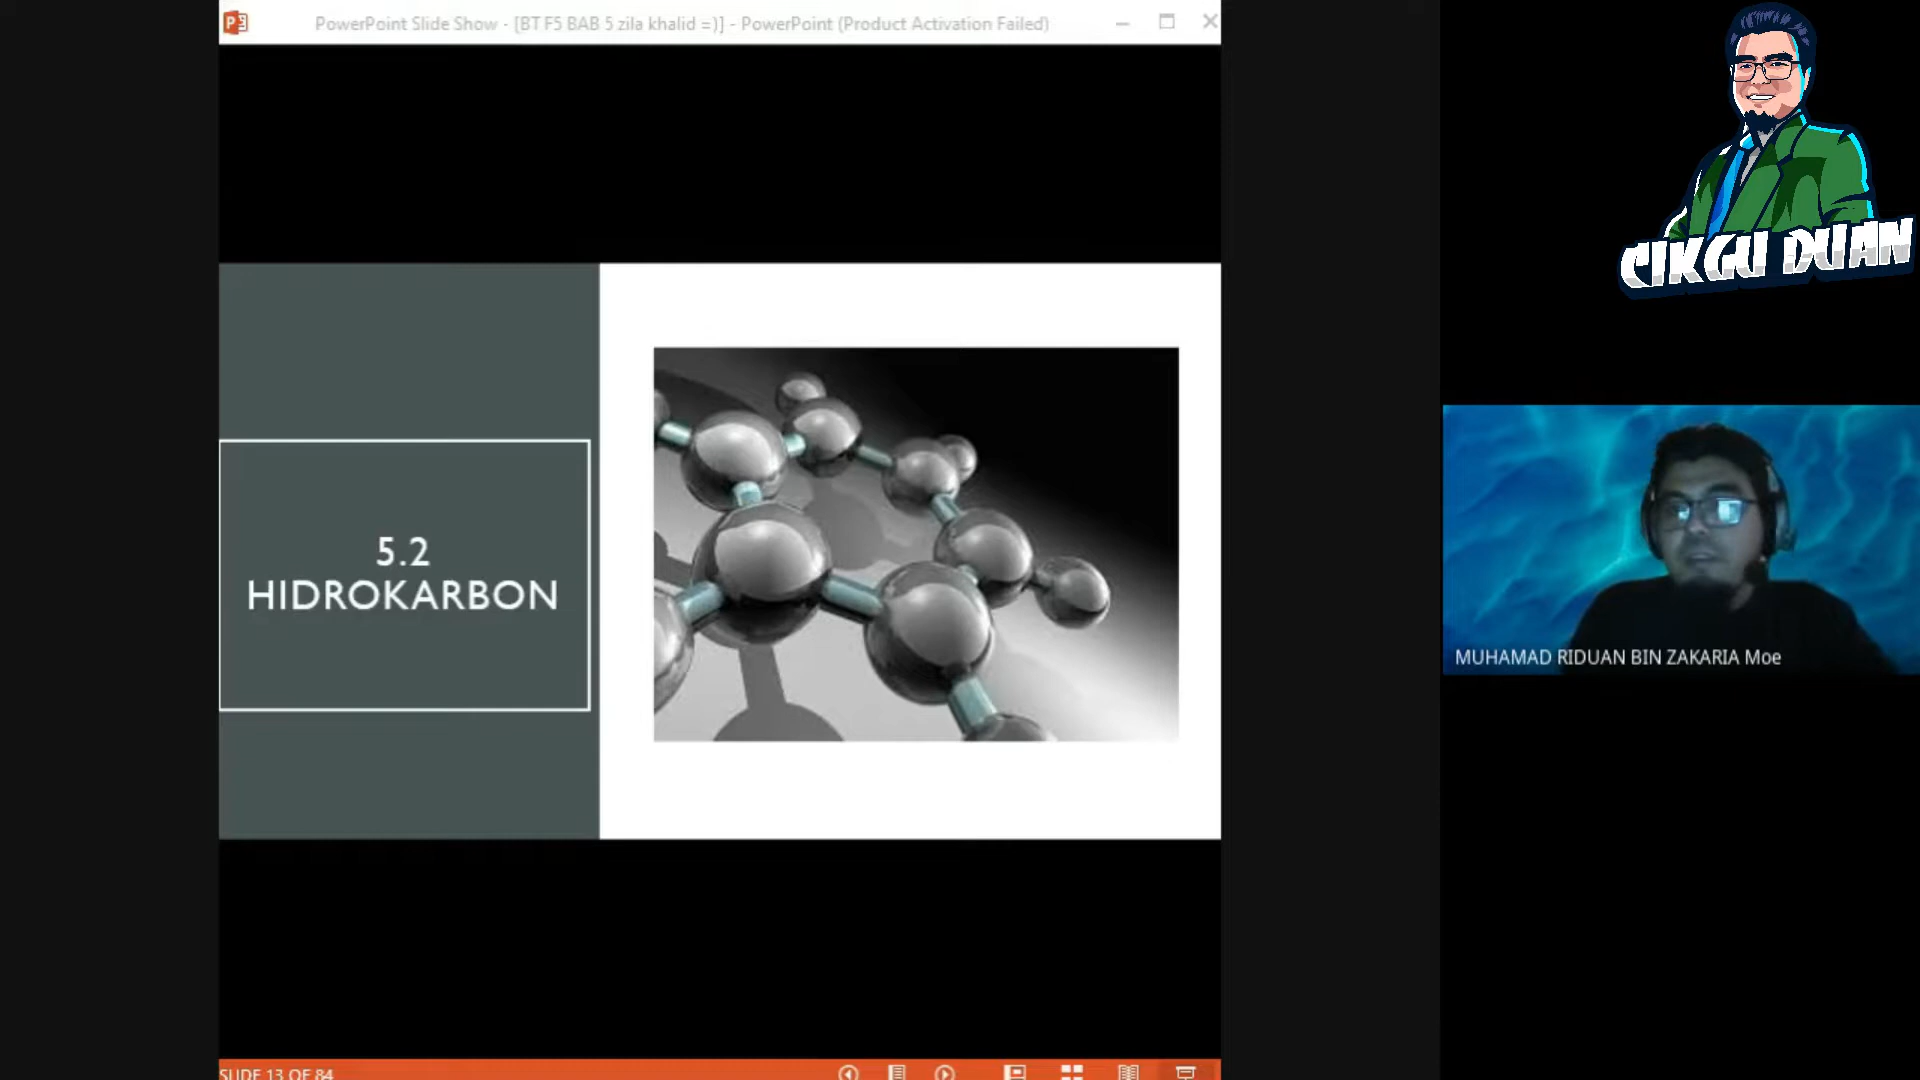 PowerPoint Slide Show - [BT F5 BAB 5 zila khalid =)] - PowerPoint (Product Activation Failed)
CIKGU DUAN
5.2
HIDROKARBON
MUHAMAD RIDUAN BIN ZAKARIA Moe
SLIDE 13 OF 84